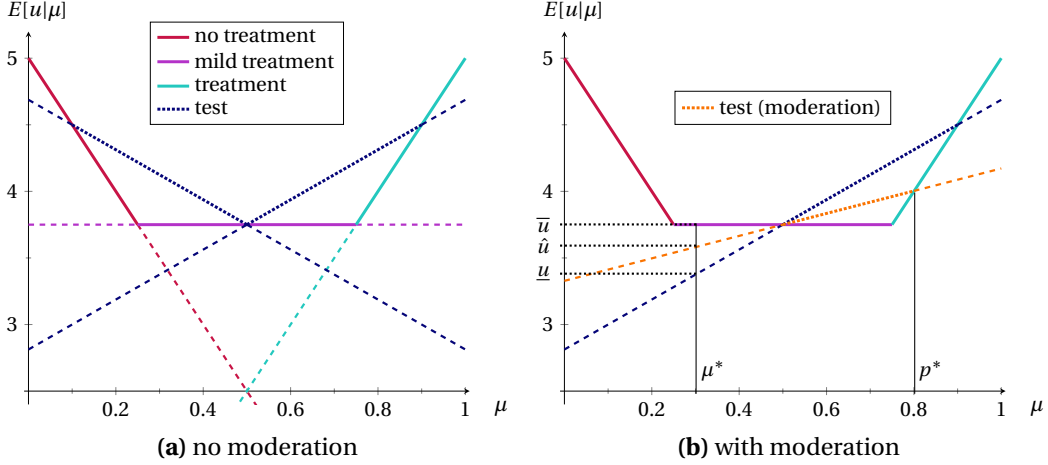 E[u|μ]
no treatment
mild treatment
treatment
test
5
4
3
0.2 0.4 0.6 0.8 1 μ
(a) no moderation
E[u|μ]
test (moderation)
5
4
u̅
û
u̲
3
μ* p*
0.2 0.4 0.6 0.8 1 μ
(b) with moderation